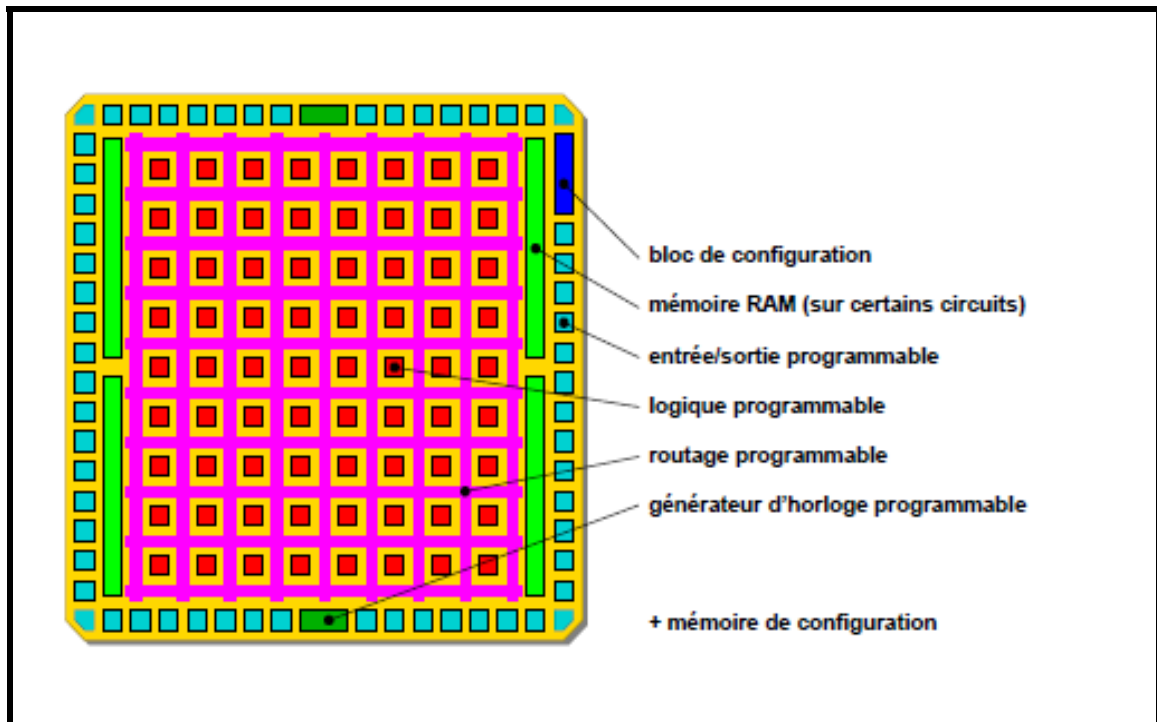 bloc de configuration
mémoire RAM (sur certains circuits)
entrée/sortie programmable
logique programmable
routage programmable
générateur d'horloge programmable
+ mémoire de configuration